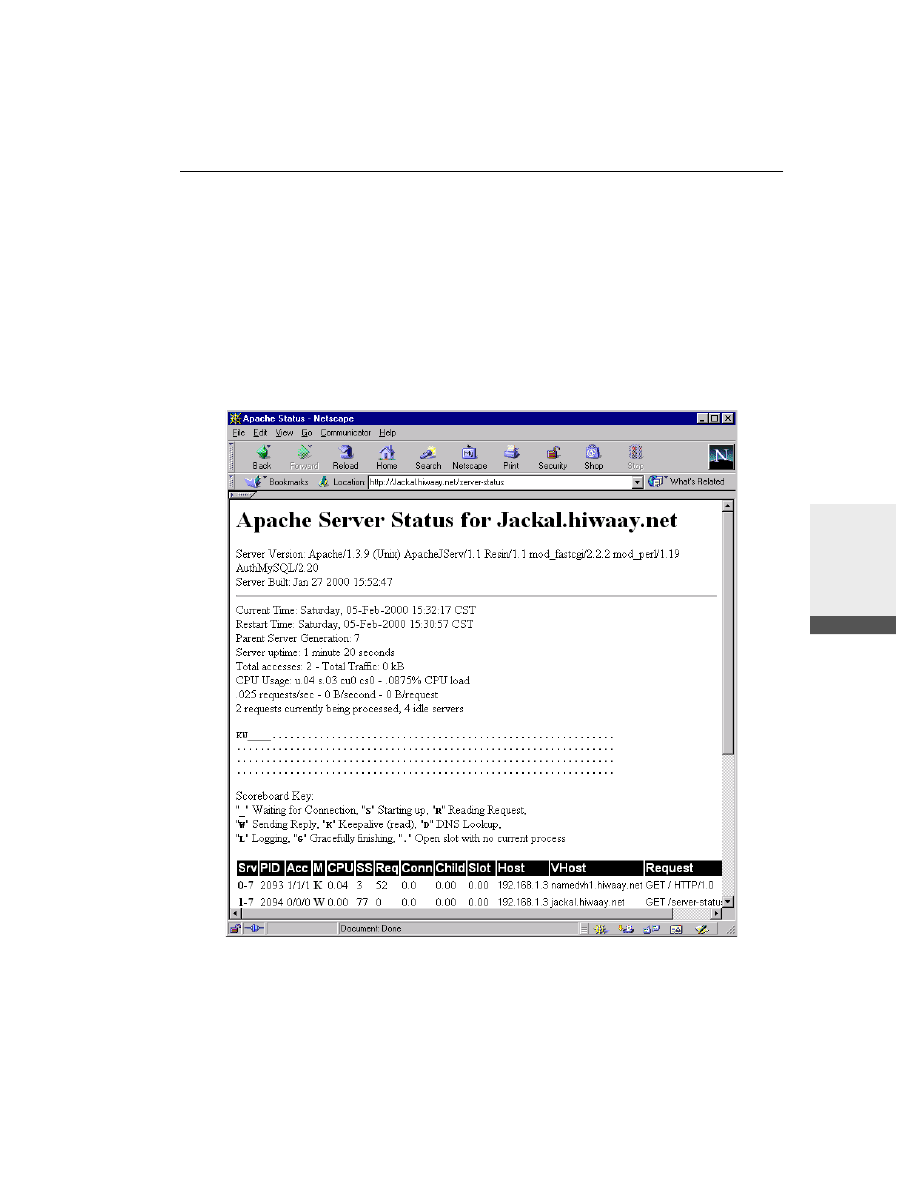 Apache Status - Netscape
File Edit View Go Communicator Help
Back Forward Reload Home Search Netscape Print Security Shop Stop
Bookmarks Location: http://Jackal.hiwaay.net/server-status What's Related
Apache Server Status for Jackal.hiwaay.net
Server Version: Apache/1.3.9 (Unix) ApacheJServ/1.1 Resin/1.1 mod_fastcgi/2.2.2 mod_perl/1.19
AuthMySQL/2.20
Server Built: Jan 27 2000 15:52:47
Current Time: Saturday, 05-Feb-2000 15:32:17 CST
Restart Time: Saturday, 05-Feb-2000 15:30:57 CST
Parent Server Generation: 7
Server uptime: 1 minute 20 seconds
Total accesses: 2 - Total Traffic: 0 kB
CPU Usage: u.04 s.03 cu0 cs0 - .0875% CPU load
.025 requests/sec - 0 B/second - 0 B/request
2 requests currently being processed, 4 idle servers
KW____..........................................................
................................................................
................................................................
................................................................
Scoreboard Key:
"_" Waiting for Connection, "S" Starting up, "R" Reading Request,
"W" Sending Reply, "K" Keepalive (read), "D" DNS Lookup,
"L" Logging, "G" Gracefully finishing, "." Open slot with no current process
Srv PID Acc M CPU SS Req Conn Child Slot Host VHost Request
0-7 2093 1/1/1 K 0.04 3 52 0.0 0.00 0.00 192.168.1.3 namedvh1.hiwaay.net GET / HTTP/1.0
1-7 2094 0/0/0 W 0.00 77 0 0.0 0.00 0.00 192.168.1.3 jackal.hiwaay.net GET /server-status
Document: Done